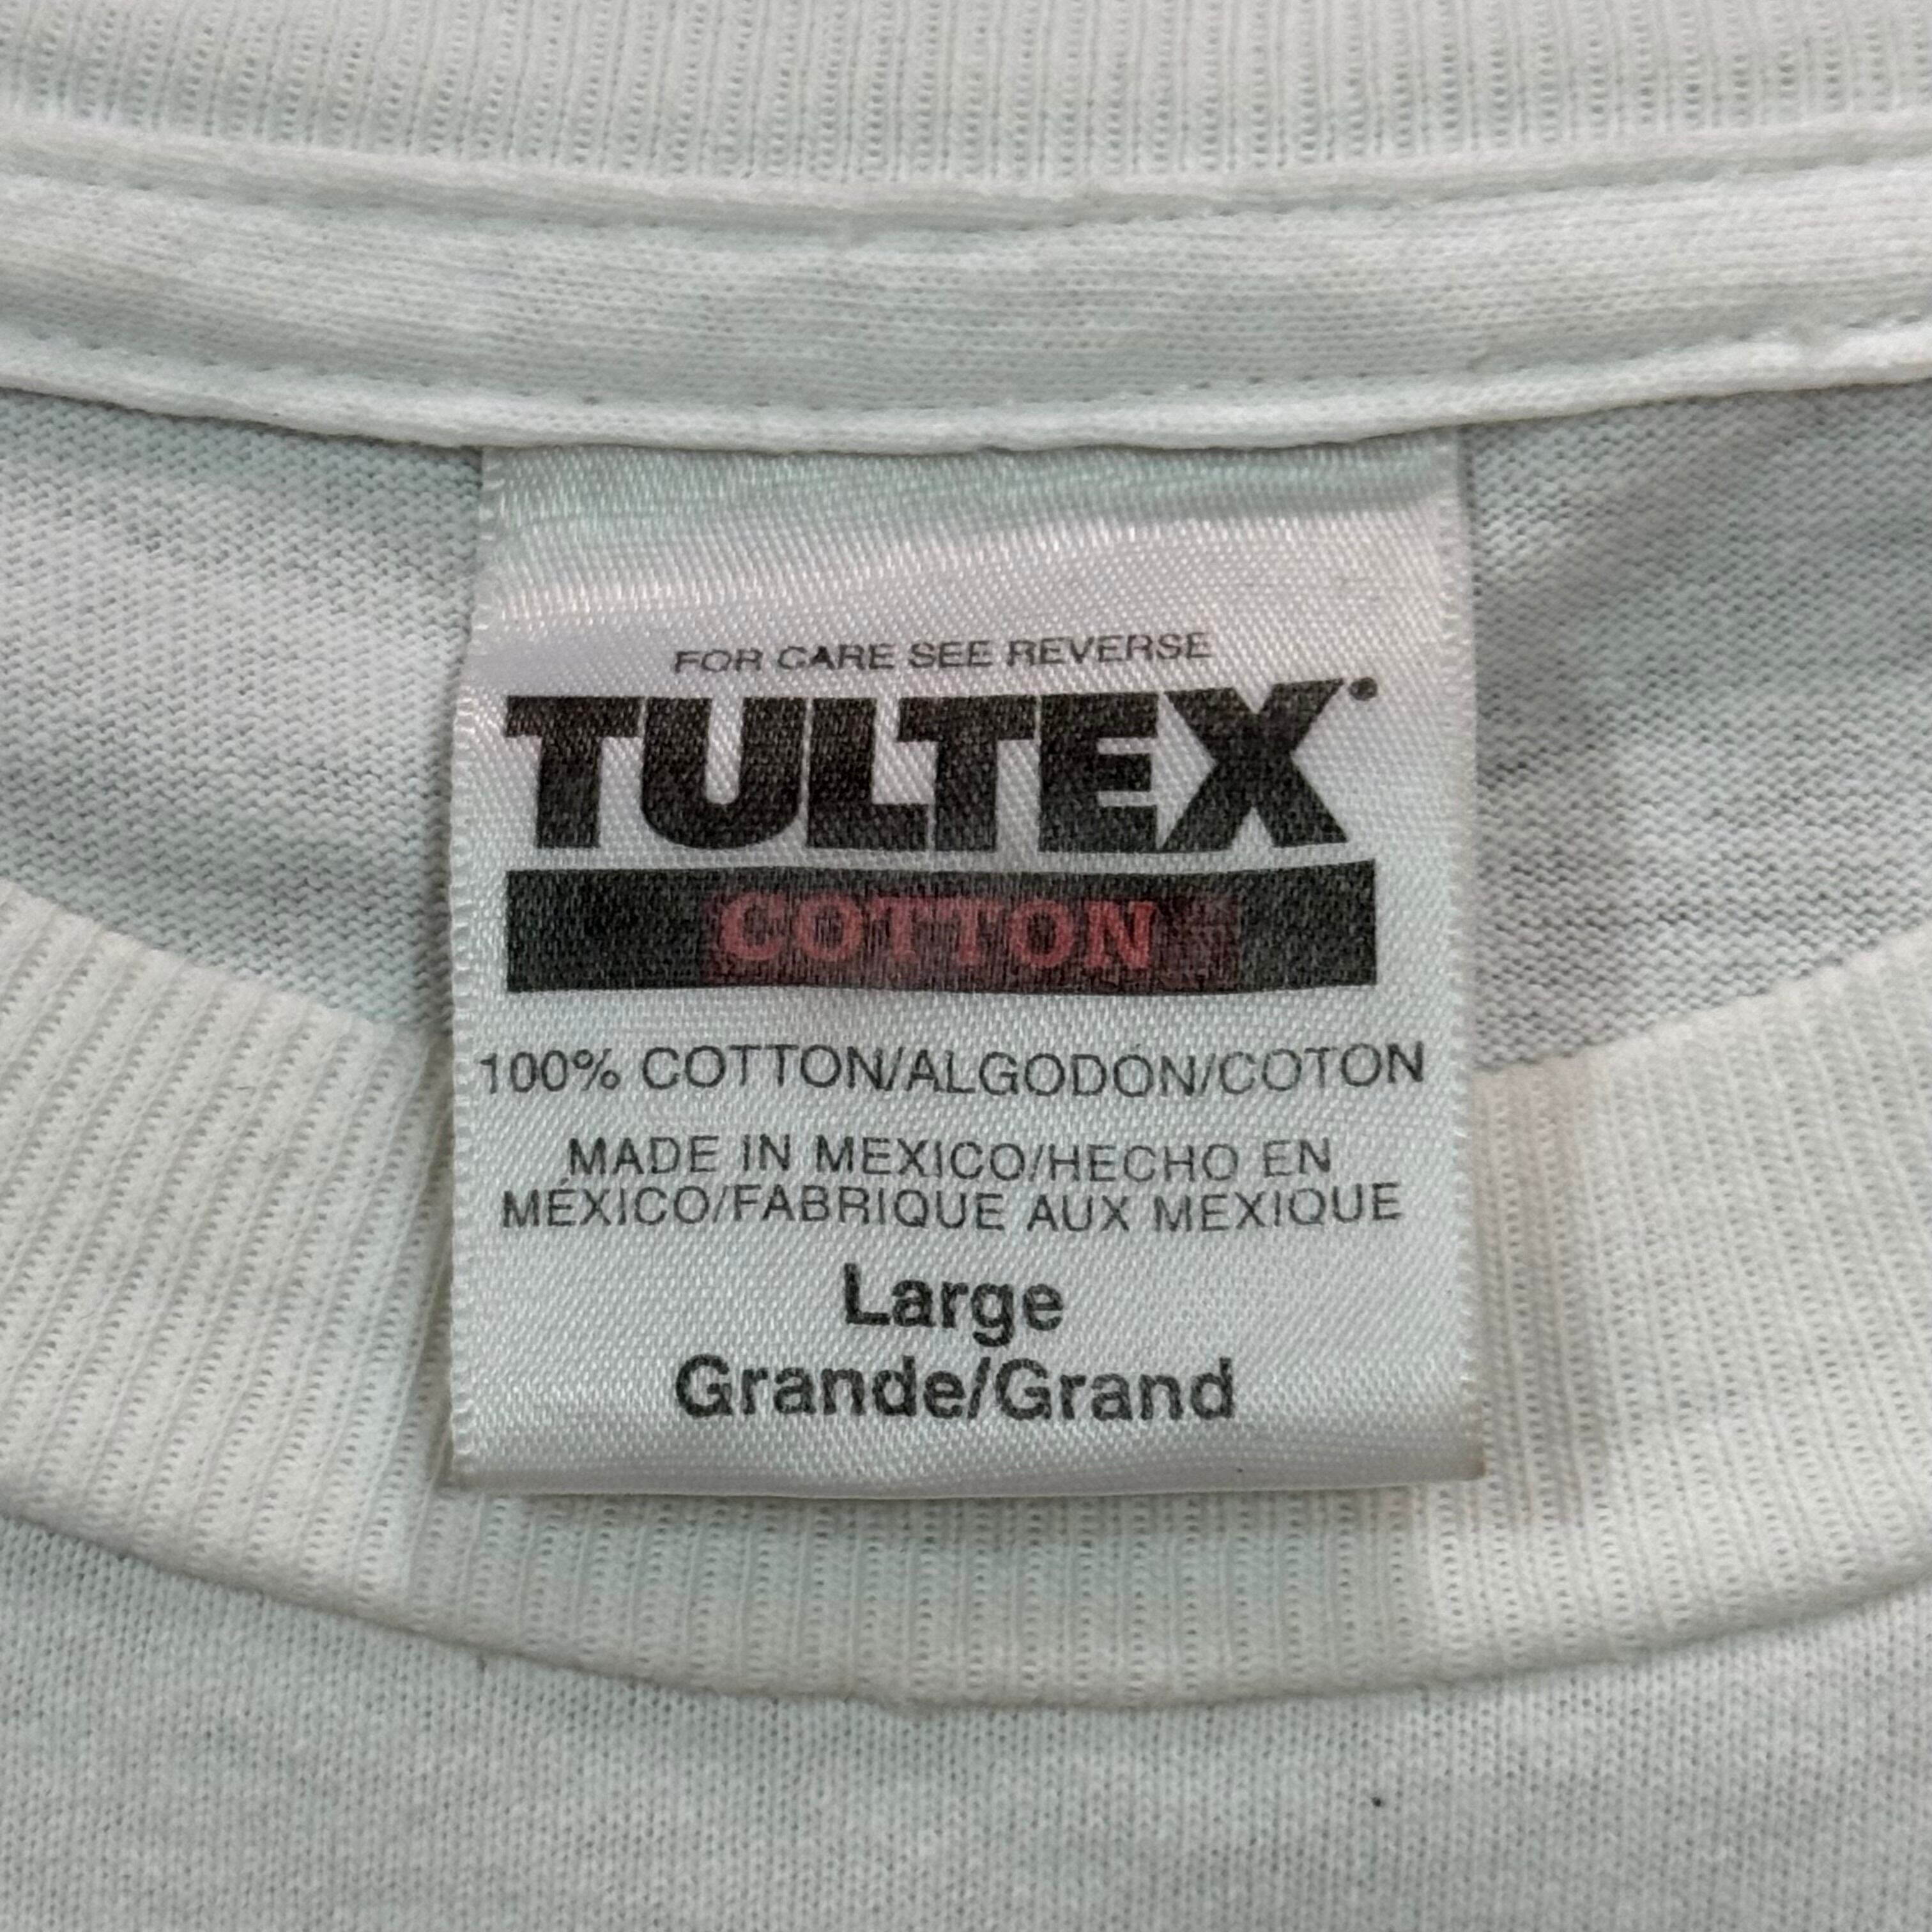 FOR CARE SEE REVERSE
TULTEX
COTTON
100% COTTON/ALGODÓN/COTON
MADE IN MEXICO/HECHO EN
MÉXICO/FABRIQUE AUX MEXIQUE
Large
Grande/Grand